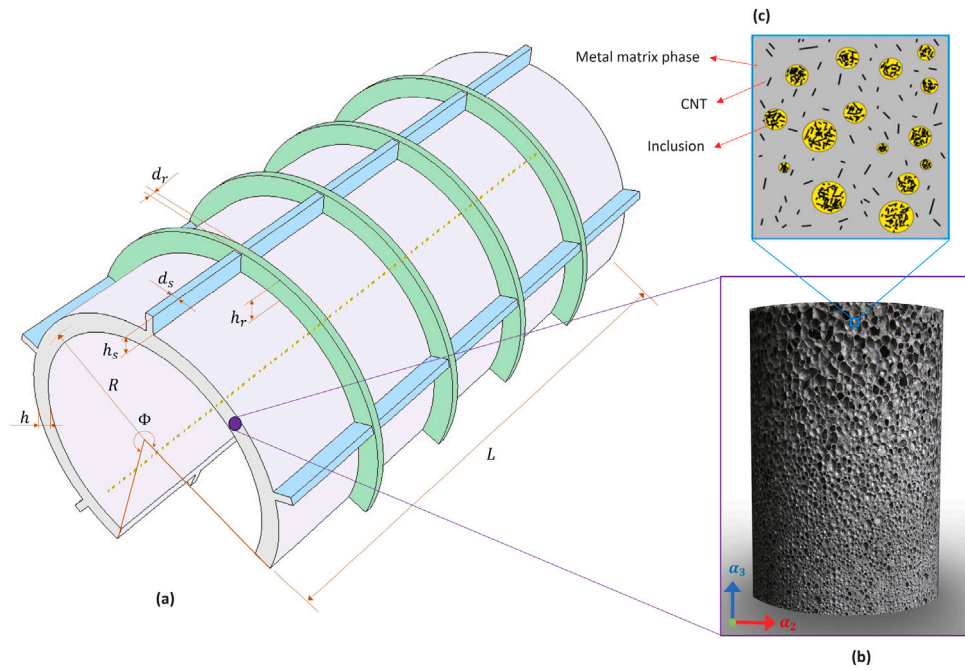 (c)
Metal matrix phase
CNT
Inclusion
d_r
d_s
h_r
h_s
R
h
Φ
L
(a)
α_3
α_2
(b)